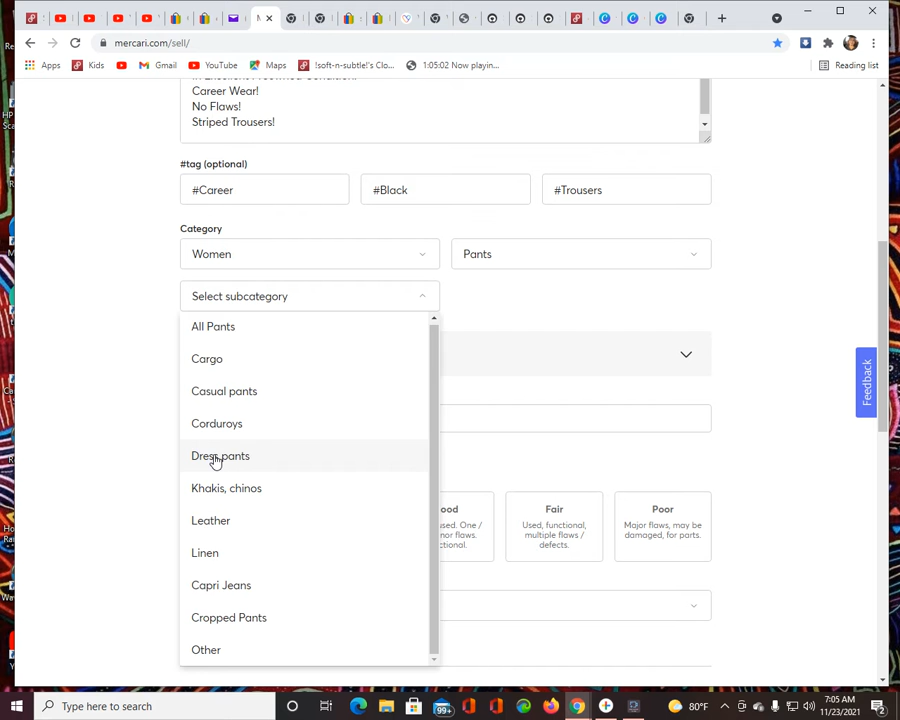 mercari.com/sell/
Apps
Kids
Gmail
YouTube
Maps
!soft-n-subtle!'s Clo...
1:05:02 Now playin...
Reading list
Career Wear!
No Flaws!
Striped Trousers!
#tag (optional)
#Career
#Black
#Trousers
Category
Women
Pants
Select subcategory
All Pants
Cargo
Casual pants
Corduroys
Dress pants
Khakis, chinos
Leather
Linen
Capri Jeans
Cropped Pants
Other
Fair
Used, functional,
multiple flaws /
defects.
Poor
Major flaws, may be
damaged, for parts.
Feedback
Type here to search
99+
80°F
7:05 AM
11/23/2021
2